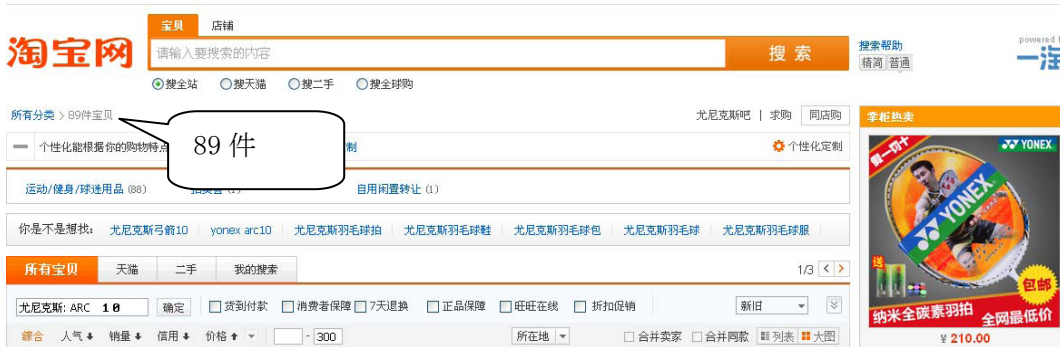 宝贝 店铺
淘宝网 请输入要搜索的内容 搜 索
搜全站 搜天猫 搜二手 搜全球购
搜索帮助
精简 普通
powered
一淘
所有分类 > 89件宝贝
尤尼克斯吧 | 求购 同店购
89 件
个性化能根据你的购物特点 制 个性化定制
运动/健身/球迷用品 (88) 自用闲置转让 (1)
你是不是想找: 尤尼克斯弓箭10 yonex arc10 尤尼克斯羽毛球拍 尤尼克斯羽毛球鞋 尤尼克斯羽毛球包 尤尼克斯羽毛球 尤尼克斯羽毛球服
所有宝贝 天猫 二手 我的搜索 1/3 < >
尤尼克斯: ARC 10 确定 货到付款 消费者保障 7天退换 正品保障 旺旺在线 折扣促销 新旧
综合 人气 销量 信用 价格 - 300 所在地 合并卖家 合并同款 列表 大图
掌柜热卖
买一切十
YONEX
YONEX
送
包邮
纳米全碳素羽拍 全网最低价
¥ 210.00